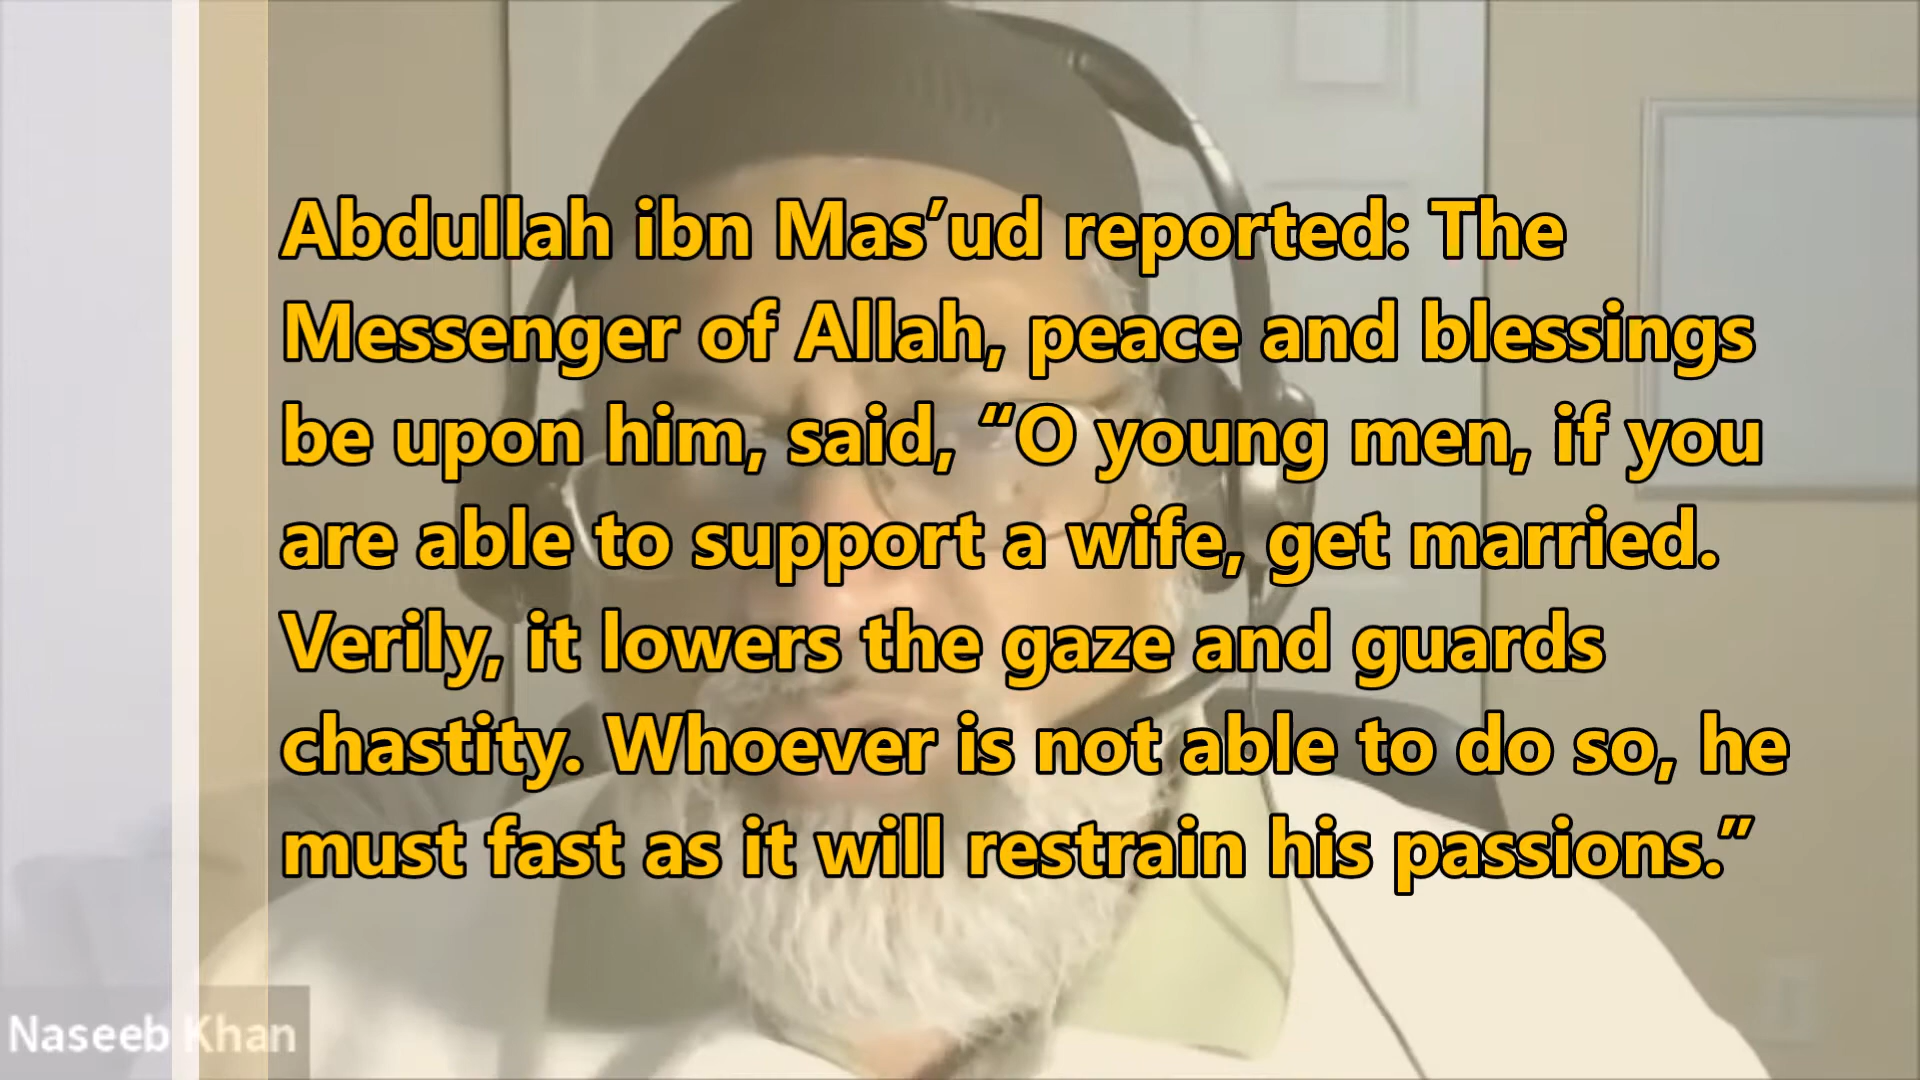 Abdullah ibn Mas’ud reported: The
Messenger of Allah, peace and blessings
be upon him, said, “O young men, if you
are able to support a wife, get married.
Verily, it lowers the gaze and guards
chastity. Whoever is not able to do so, he
must fast as it will restrain his passions.”
Naseeb Khan